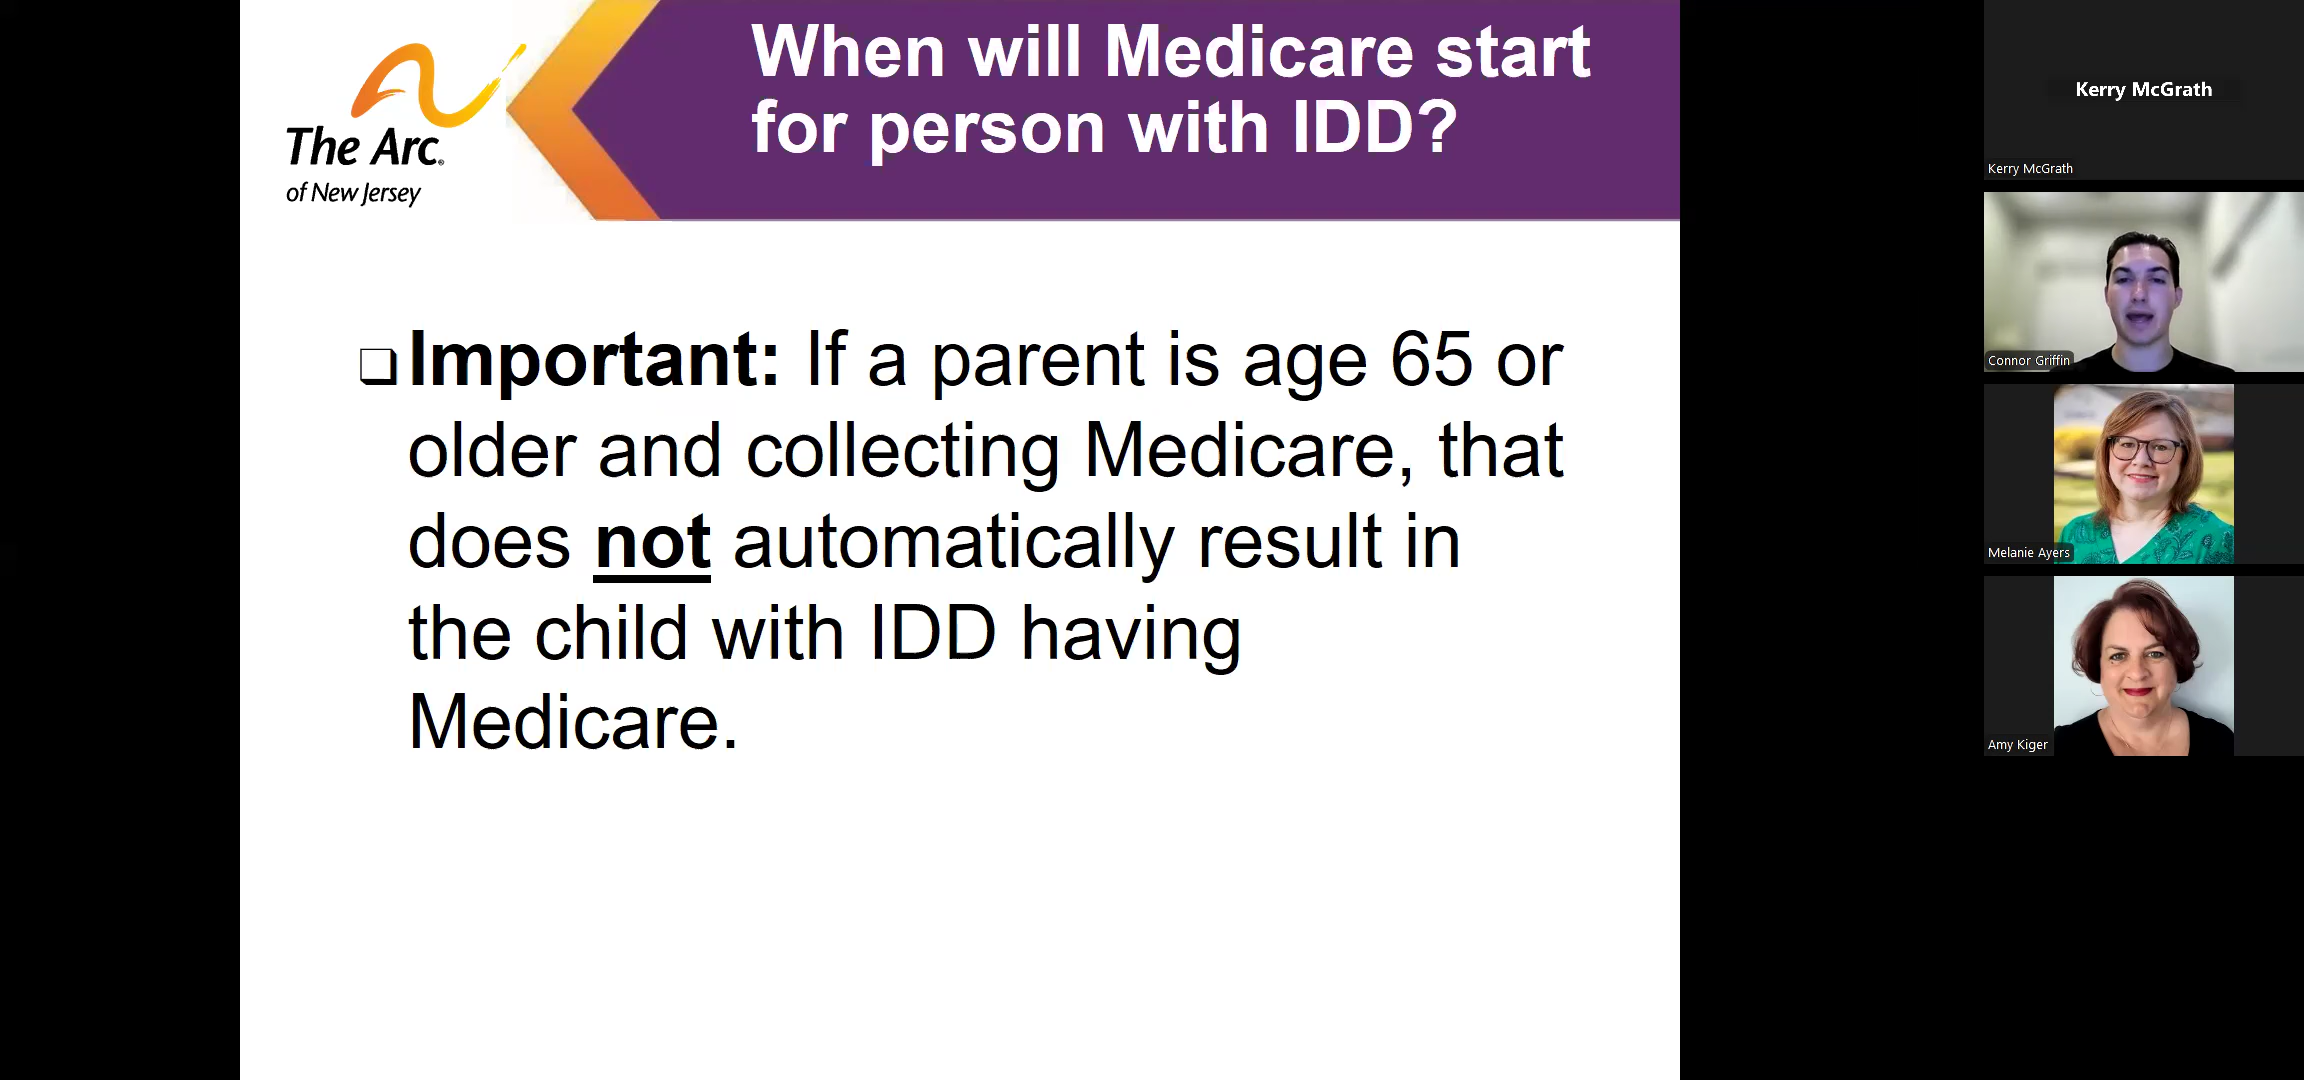 The Arc®
of New Jersey
When will Medicare start
for person with IDD?
Important: If a parent is age 65 or
older and collecting Medicare, that
does not automatically result in
the child with IDD having
Medicare.
Kerry McGrath
Kerry McGrath
Connor Griffin
Melanie Ayers
Amy Kiger